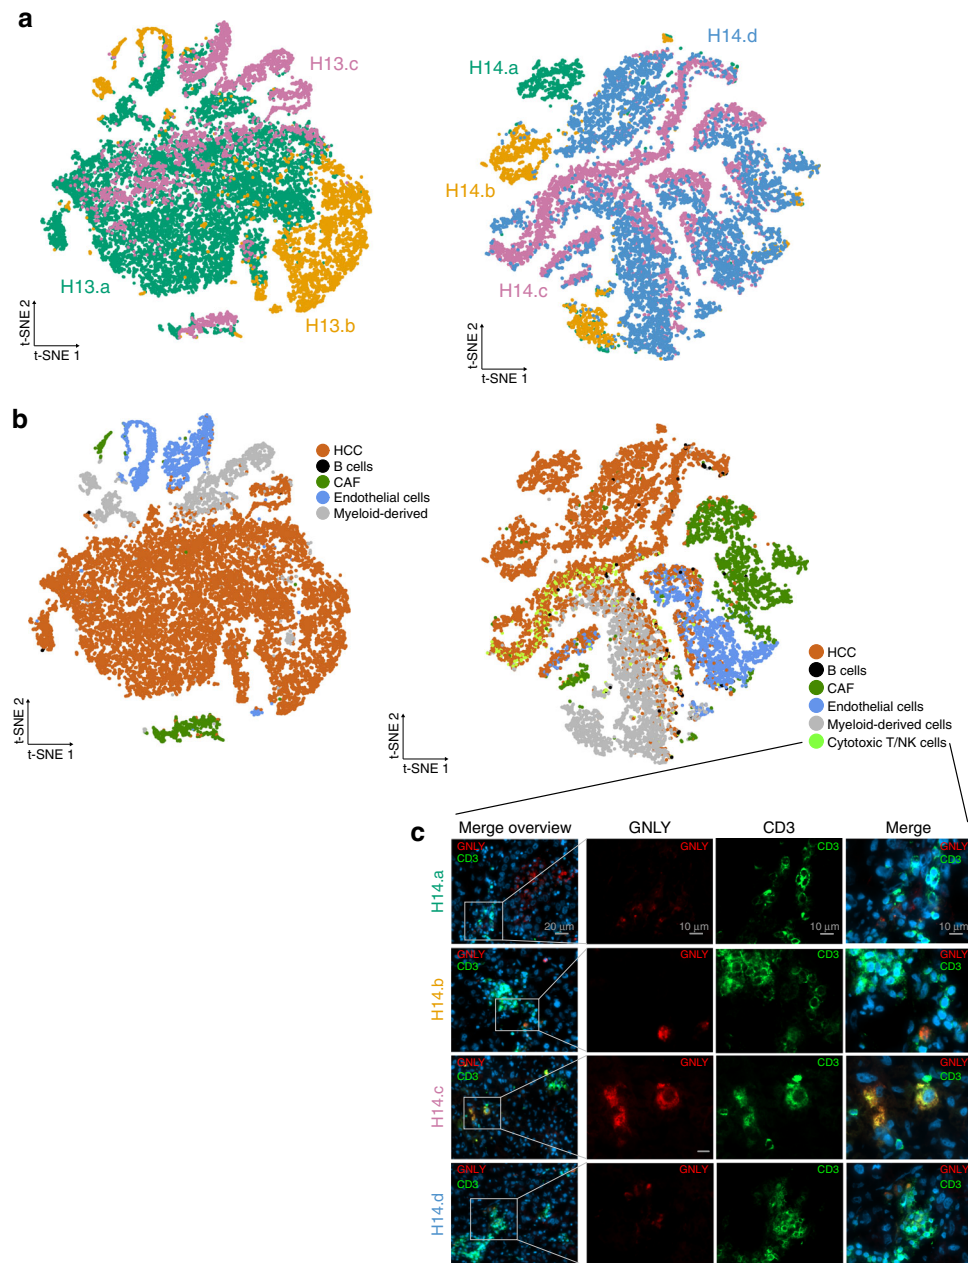 a
H13.c
H13.a
H13.b
t-SNE 2
t-SNE 1
H14.d
H14.a
H14.b
H14.c
t-SNE 2
t-SNE 1
b
HCC
B cells
CAF
Endothelial cells
Myeloid-derived
t-SNE 2
t-SNE 1
HCC
B cells
CAF
Endothelial cells
Myeloid-derived cells
Cytotoxic T/NK cells
t-SNE 2
t-SNE 1
c
Merge overview GNLY CD3 Merge
H14.a
GNLY
CD3
20 µm
GNLY
10 µm
CD3
10 µm
GNLY
CD3
10 µm
H14.b
GNLY
CD3
GNLY
CD3
GNLY
CD3
H14.c
GNLY
CD3
GNLY
CD3
GNLY
CD3
H14.d
GNLY
CD3
GNLY
CD3
GNLY
CD3